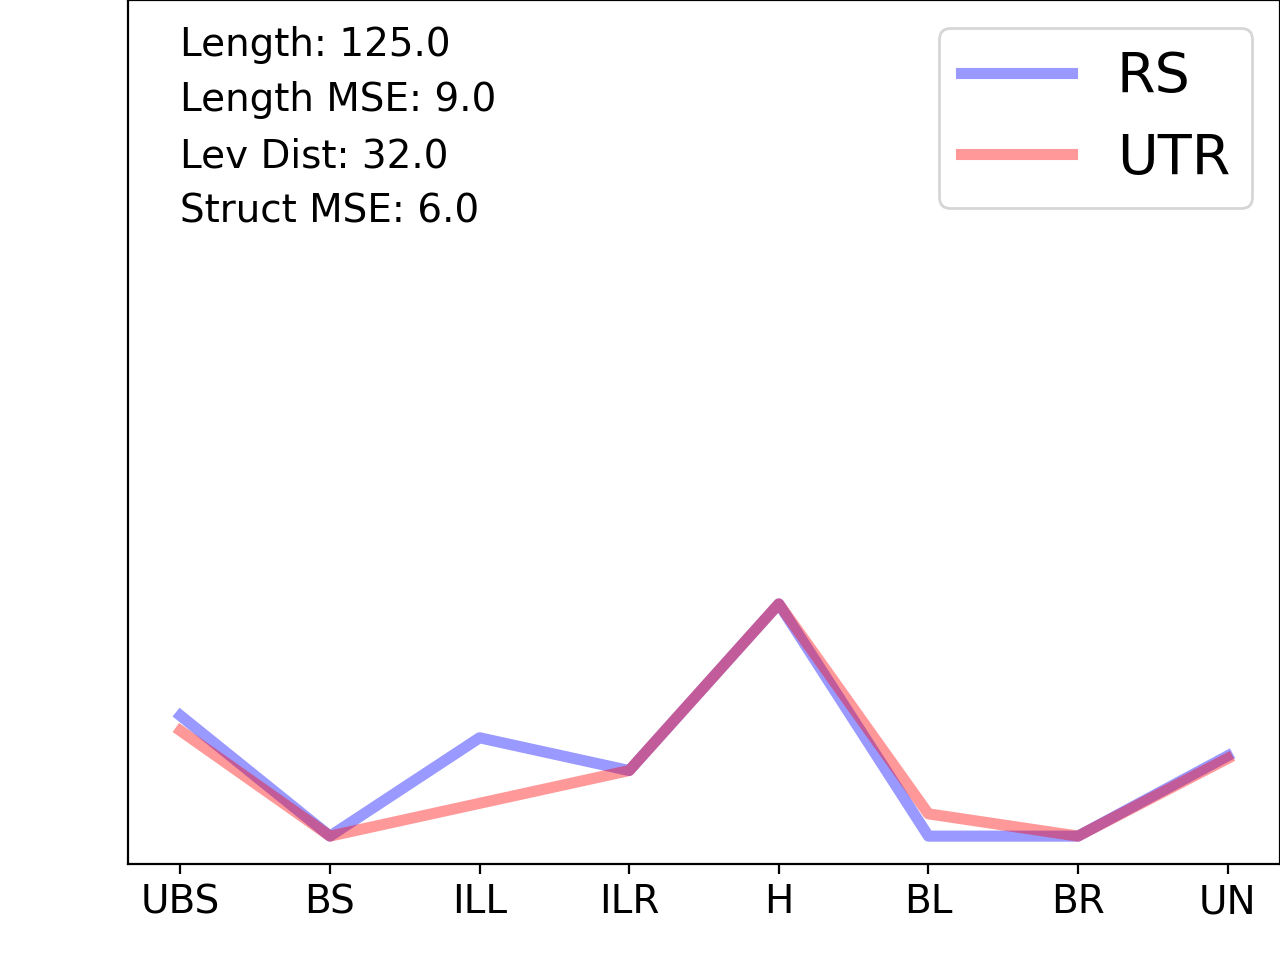 Length: 125.0
Length MSE: 9.0
Lev Dist: 32.0
Struct MSE: 6.0
RS
UTR
UBS BS ILL ILR H BL BR UN